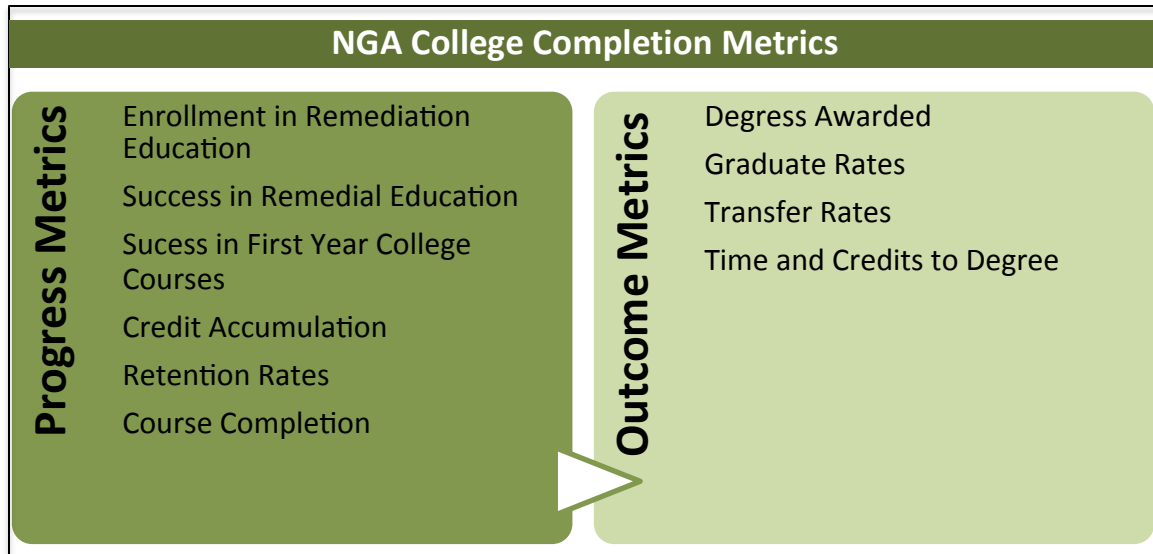 NGA College Completion Metrics
Progress Metrics
Enrollment in Remediation
Education
Success in Remedial Education
Sucess in First Year College
Courses
Credit Accumulation
Retention Rates
Course Completion
Outcome Metrics
Degress Awarded
Graduate Rates
Transfer Rates
Time and Credits to Degree